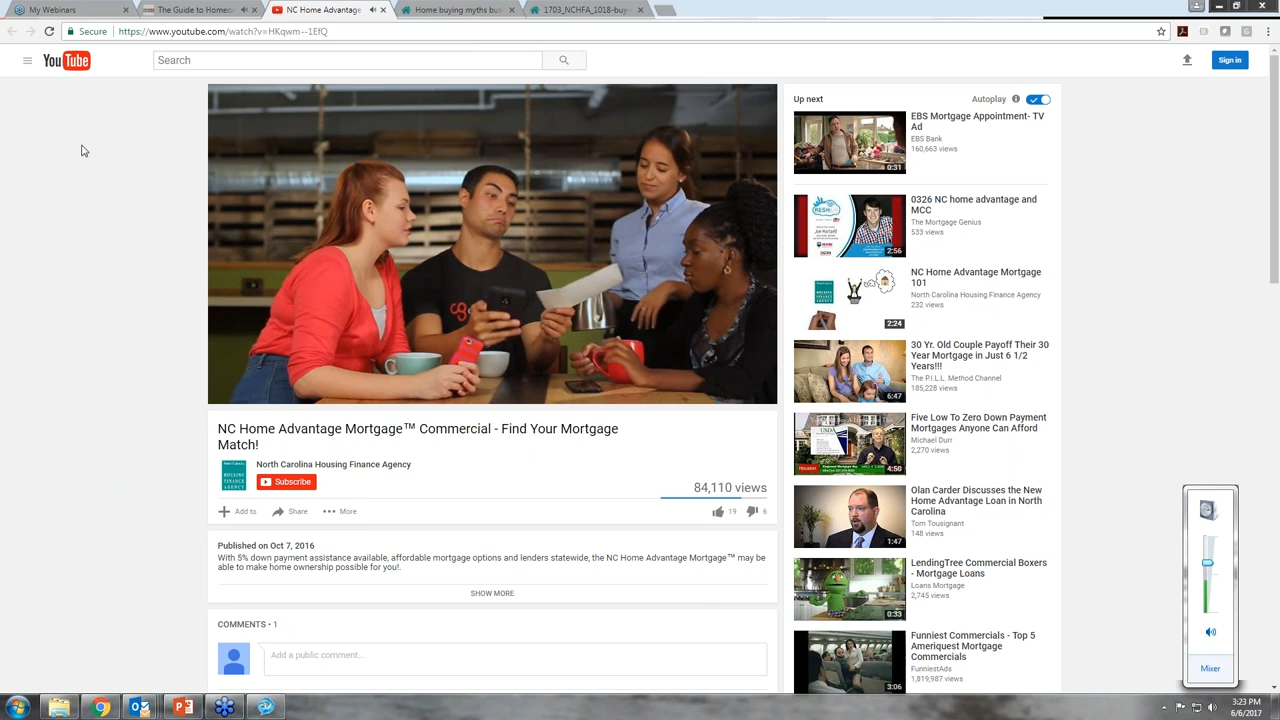 My Webinars
The Guide to Homeo
NC Home Advantage
Home buying myths bus
1703_NCHFA_1018-buye
Secure
https://www.youtube.com/watch?v=HKqwm--1EfQ
YouTube
Search
Sign in
Up next
Autoplay
EBS Mortgage Appointment- TV
Ad
EBS Bank
160,663 views
0:31
0326 NC home advantage and
MCC
The Mortgage Genius
533 views
2:56
NC Home Advantage Mortgage
101
North Carolina Housing Finance Agency
232 views
2:24
30 Yr. Old Couple Payoff Their 30
Year Mortgage in Just 6 1/2
Years!!!
The P.I.L.L. Method Channel
185,228 views
6:47
Five Low To Zero Down Payment
Mortgages Anyone Can Afford
Michael Durr
2,270 views
USDA
Houston
4:50
Olan Carder Discusses the New
Home Advantage Loan in North
Carolina
Tom Tousignant
148 views
1:47
LendingTree Commercial Boxers
- Mortgage Loans
Loans Mortgage
2,745 views
0:33
Funniest Commercials - Top 5
Ameriquest Mortgage
Commercials
FunniestAds
1,819,987 views
3:06
NC Home Advantage Mortgage™ Commercial - Find Your Mortgage
Match!
North Carolina Housing Finance Agency
Subscribe
84,110 views
Add to
Share
More
19
6
Published on Oct 7, 2016
With 5% down payment assistance available, affordable mortgage options and lenders statewide, the NC Home Advantage Mortgage™ may be
able to make home ownership possible for you!.
SHOW MORE
COMMENTS • 1
Add a public comment...
Mixer
3:23 PM
6/6/2017